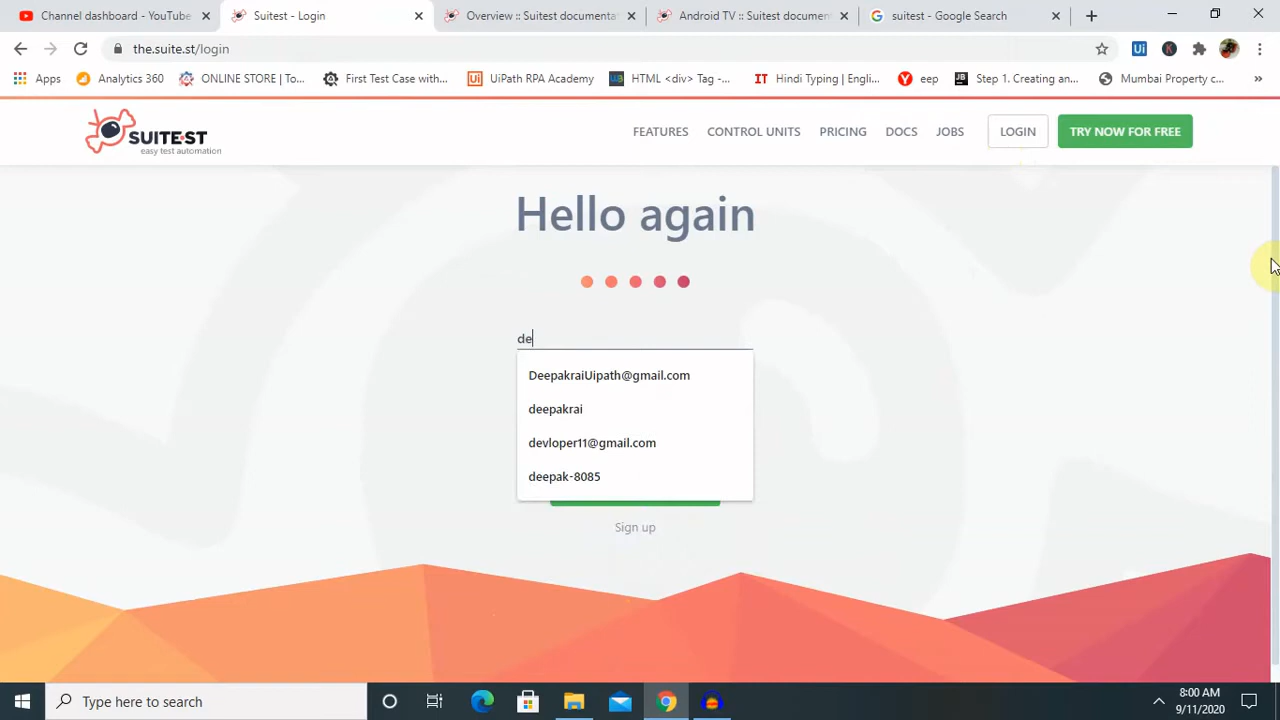 Channel dashboard - YouTube
Suitest - Login
Overview :: Suitest documentat
Android TV :: Suitest document
suitest - Google Search
the.suite.st/login
Apps
Analytics 360
ONLINE STORE | To...
First Test Case with...
UiPath RPA Academy
HTML <div> Tag -...
Hindi Typing | Engli...
eep
Step 1. Creating an...
Mumbai Property c...
SUITEST
easy test automation
FEATURES
CONTROL UNITS
PRICING
DOCS
JOBS
LOGIN
TRY NOW FOR FREE
Hello again
de
DeepakraiUipath@gmail.com
deepakrai
devloper11@gmail.com
deepak-8085
Sign up
Type here to search
8:00 AM
9/11/2020